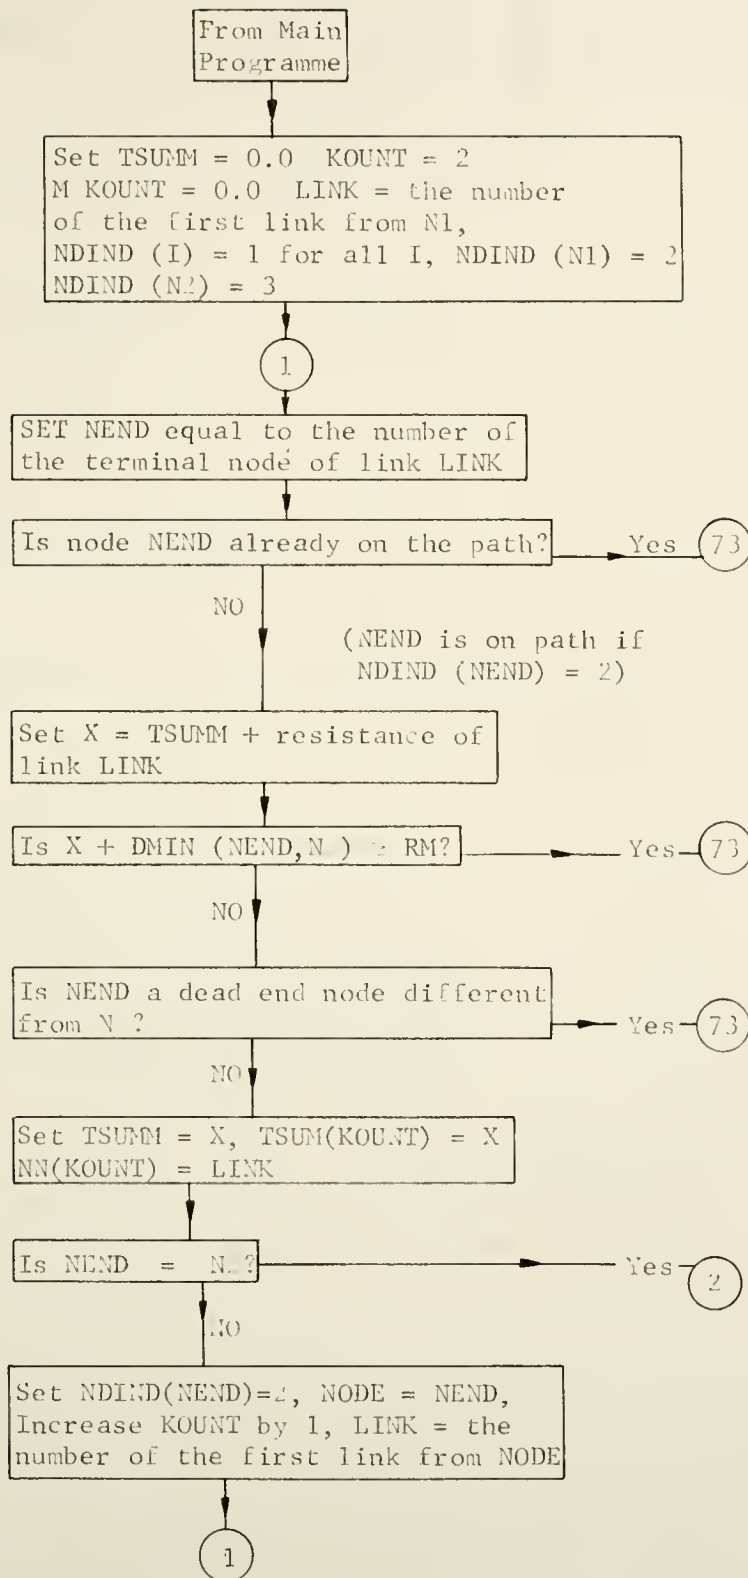 From Main
Programme
Set TSUMM = 0.0 KOUNT = 2
M KOUNT = 0.0 LINK = the number
of the first link from N1,
NDIND (I) = 1 for all I, NDIND (N1) = 2
NDIND (N2) = 3
1
SET NEND equal to the number of
the terminal node of link LINK
Is node NEND already on the path?
Yes
73
NO
(NEND is on path if
NDIND (NEND) = 2)
Set X = TSUMM + resistance of
link LINK
Is X + DMIN (NEND,N ) RM?
Yes
73
NO
Is NEND a dead end node different
from N ?
Yes
73
NO
Set TSUMM = X, TSUM(KOUNT) = X
NN(KOUNT) = LINK
Is NEND = N ?
Yes
2
NO
Set NDIND(NEND)=2, NODE = NEND,
Increase KOUNT by 1, LINK = the
number of the first link from NODE
1